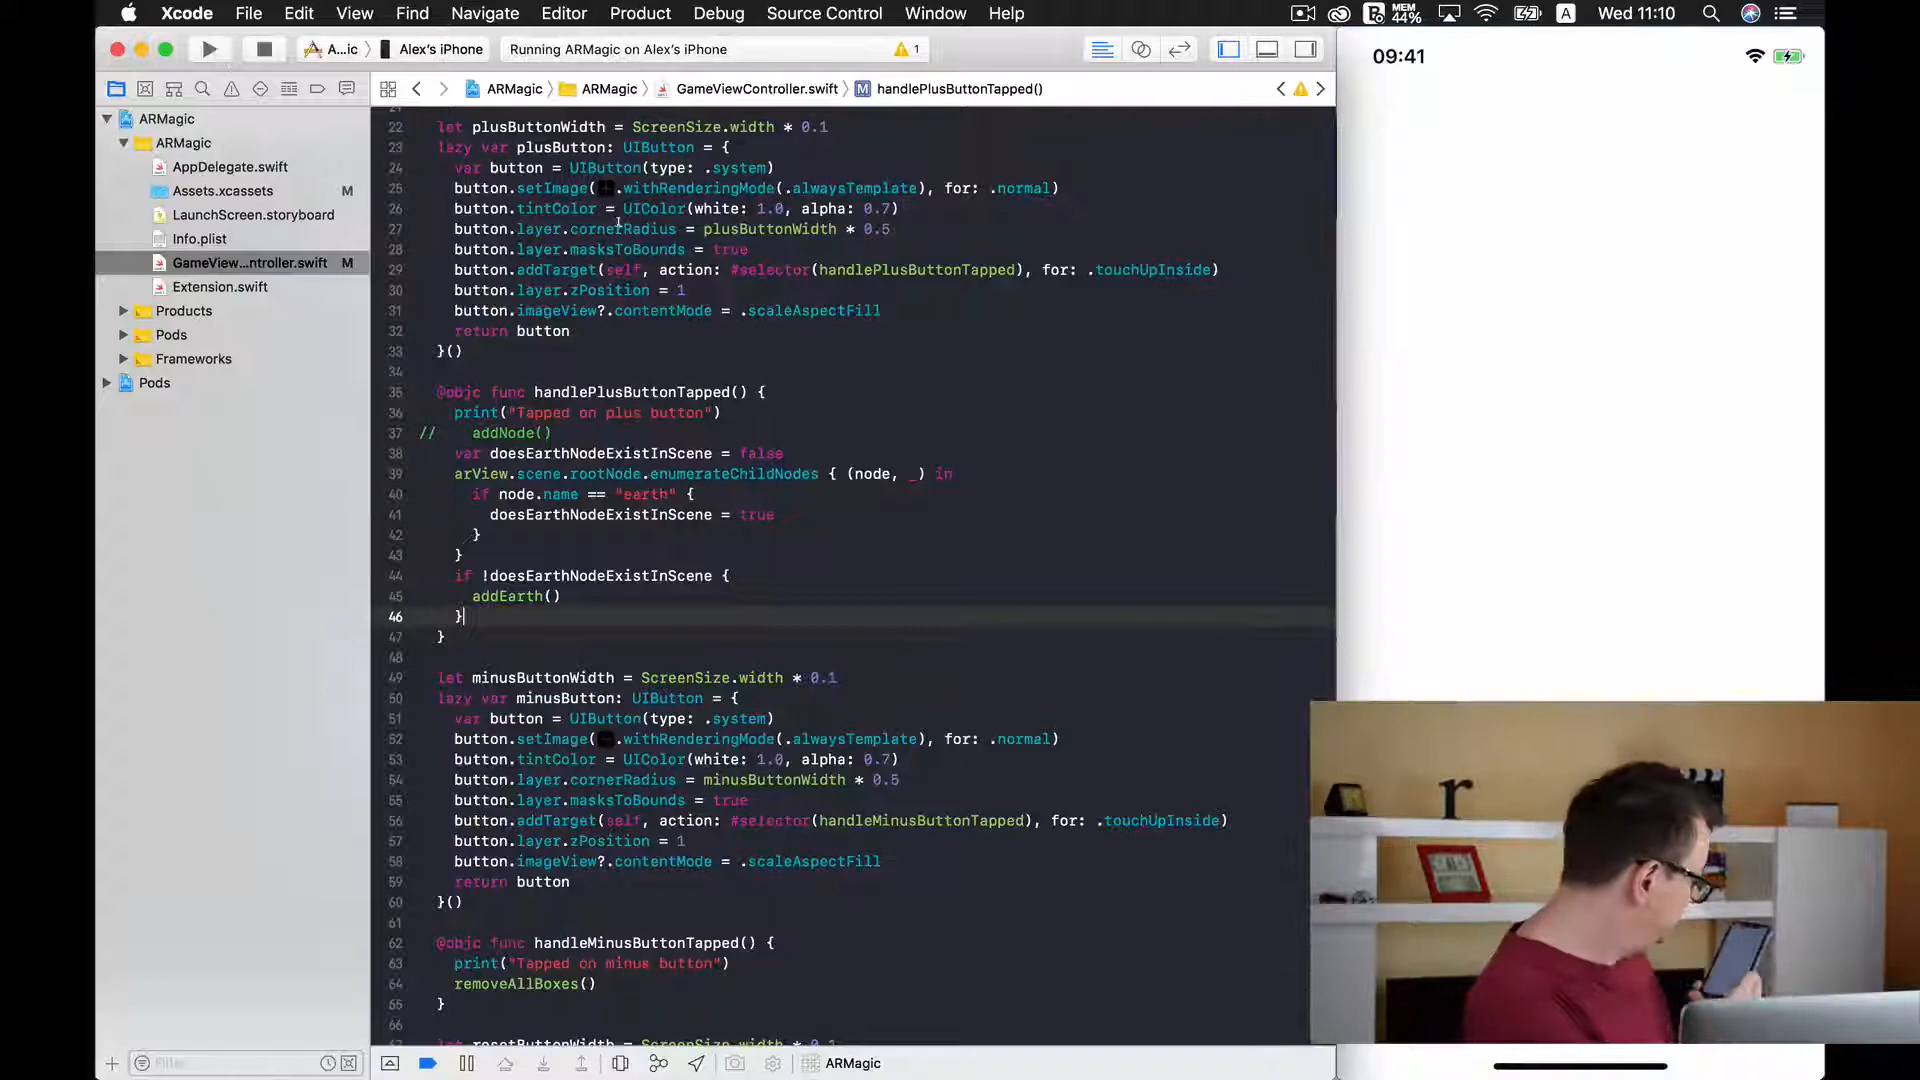 Xcode File Edit View Find Navigate Editor Product Debug Source Control Window Help
MEM 44% A Wed 11:10
A...ic Alex's iPhone Running ARMagic on Alex's iPhone 1
09:41
ARMagic ARMagic GameViewController.swift M handlePlusButtonTapped()
ARMagic
ARMagic
AppDelegate.swift
Assets.xcassets M
LaunchScreen.storyboard
Info.plist
GameView...ntroller.swift M
Extension.swift
Products
Pods
Frameworks
Pods
22 let plusButtonWidth = ScreenSize.width * 0.1
23 lazy var plusButton: UIButton = {
24 var button = UIButton(type: .system)
25 button.setImage( .withRenderingMode(.alwaysTemplate), for: .normal)
26 button.tintColor = UIColor(white: 1.0, alpha: 0.7)
27 button.layer.cornerRadius = plusButtonWidth * 0.5
28 button.layer.masksToBounds = true
29 button.addTarget(self, action: #selector(handlePlusButtonTapped), for: .touchUpInside)
30 button.layer.zPosition = 1
31 button.imageView?.contentMode = .scaleAspectFill
32 return button
33 }()
34
35 @objc func handlePlusButtonTapped() {
36 print("Tapped on plus button")
37 // addNode()
38 var doesEarthNodeExistInScene = false
39 arView.scene.rootNode.enumerateChildNodes { (node, _) in
40 if node.name == "earth" {
41 doesEarthNodeExistInScene = true
42 }
43 }
44 if !doesEarthNodeExistInScene {
45 addEarth()
46 }
47 }
48
49 let minusButtonWidth = ScreenSize.width * 0.1
50 lazy var minusButton: UIButton = {
51 var button = UIButton(type: .system)
52 button.setImage( .withRenderingMode(.alwaysTemplate), for: .normal)
53 button.tintColor = UIColor(white: 1.0, alpha: 0.7)
54 button.layer.cornerRadius = minusButtonWidth * 0.5
55 button.layer.masksToBounds = true
56 button.addTarget(self, action: #selector(handleMinusButtonTapped), for: .touchUpInside)
57 button.layer.zPosition = 1
58 button.imageView?.contentMode = .scaleAspectFill
59 return button
60 }()
61
62 @objc func handleMinusButtonTapped() {
63 print("Tapped on minus button")
64 removeAllBoxes()
65 }
66
let resetButtonWidth = ScreenSize.width * 0.1
Filter
ARMagic
r